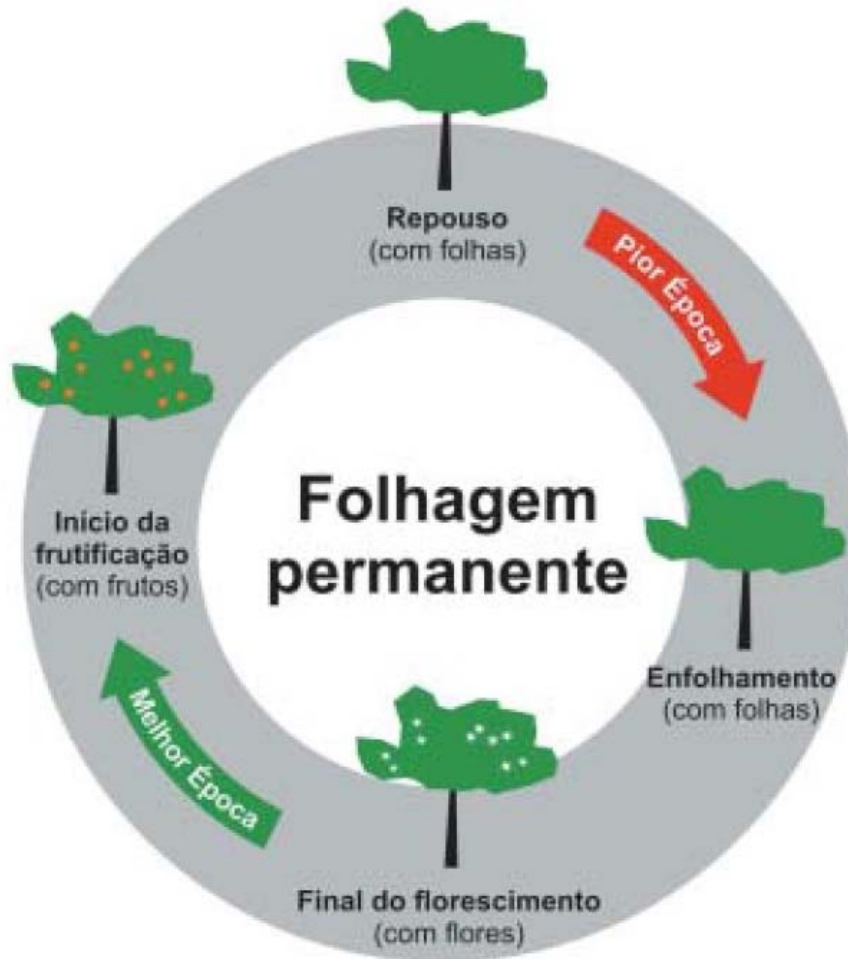 Repouso
(com folhas)
Pior Época
Folhagem
permanente
Início da
frutificação
(com frutos)
Enfolhamento
(com folhas)
Melhor Época
Final do florescimento
(com flores)